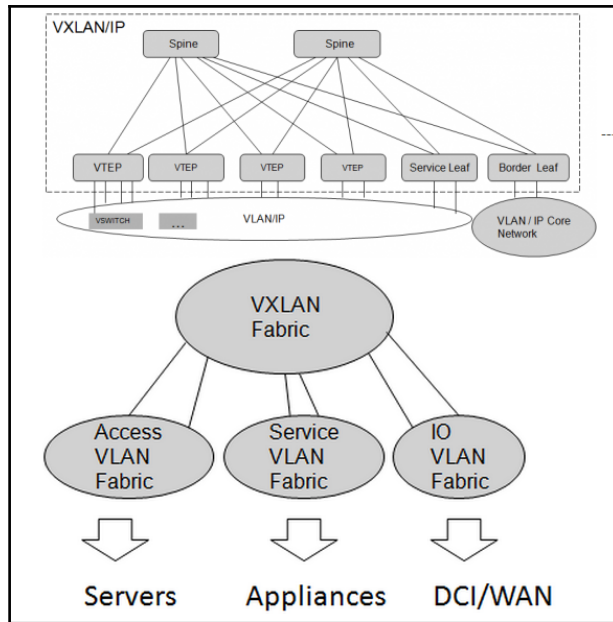 VXLAN/IP
Spine
Spine
VTEP
VTEP
VTEP
VTEP
Service Leaf
Border Leaf
VSWITCH
...
VLAN/IP
VLAN / IP Core
Network
VXLAN
Fabric
Access
VLAN
Fabric
Service
VLAN
Fabric
IO
VLAN
Fabric
Servers
Appliances
DCI/WAN